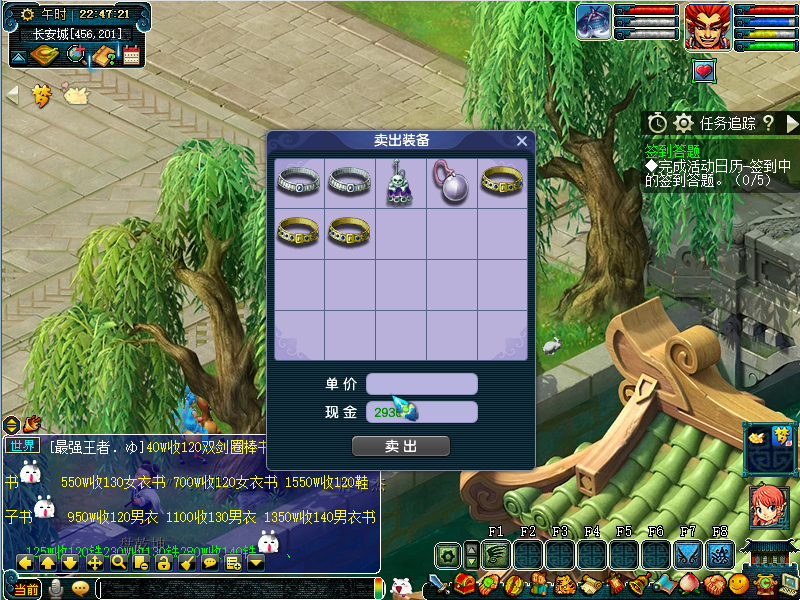 午时 22:47:21
长安城[456,201]
任务追踪 ?
签到答题
◆完成活动日历-签到中
的签到答题。(0/5)
卖出装备
单价
现金
卖出
世界 [最强王者.ゆ]40w收120双剑圈棒书
书 550w收130女衣书 700w收120女衣书 1550w收120鞋
子书 950w收120男衣 1100收130男衣 1350w收140男衣书
F1 F2 F3 F4 F5 F6 F7 F8
当前